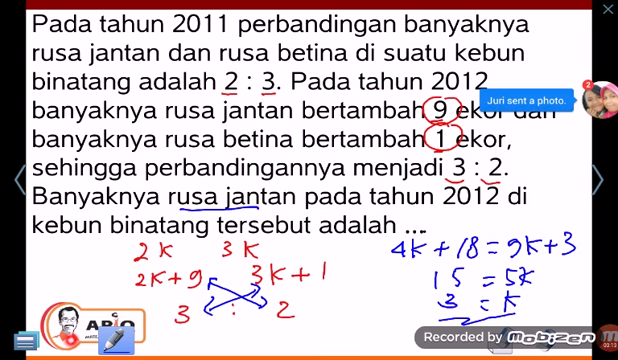 Pada tahun 2011 perbandingan banyaknya
rusa jantan dan rusa betina di suatu kebun
binatang adalah 2 : 3. Pada tahun 2012
banyaknya rusa jantan bertambah 9 ekor dan
Juri sent a photo.
2
banyaknya rusa betina bertambah 1 ekor,
sehingga perbandingannya menjadi 3 : 2.
Banyaknya rusa jantan pada tahun 2012 di
kebun binatang tersebut adalah ...
2K 3K
2K+9 3K+1
3 : 2
4K+18=9K+3
15 = 5K
3 = K
Recorded by MOBIZEN